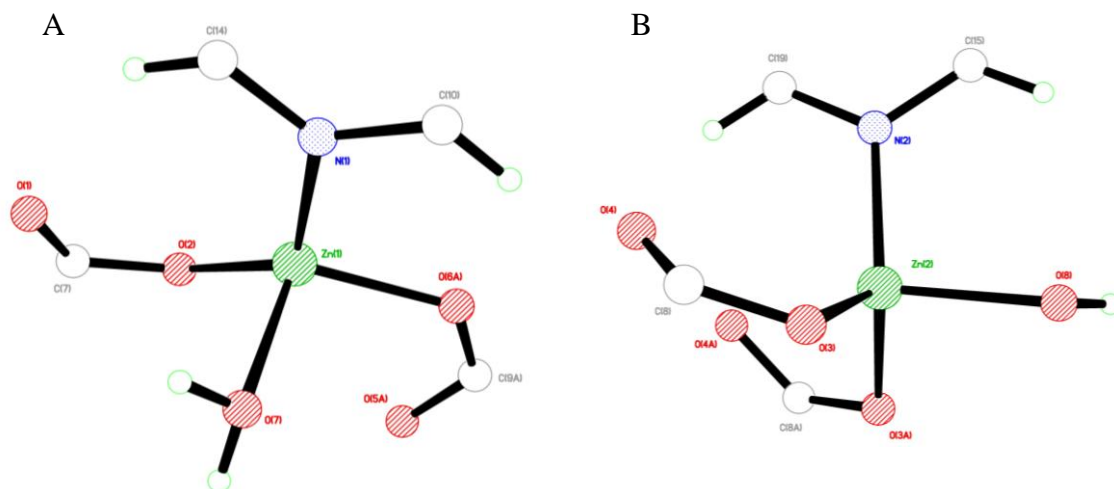 A
C(14)
C(10)
N(1)
O(1)
O(2)
Zn(1)
O(6A)
C(7)
C(9A)
O(5A)
O(7)
B
C(15)
C(19)
N(2)
O(4)
Zn(2)
O(8)
C(8)
O(4A)
O(3)
C(8A)
O(3A)